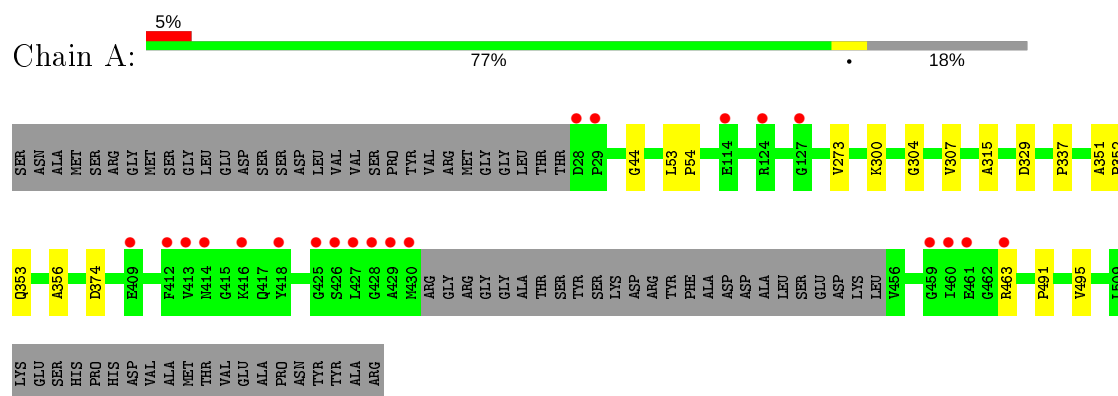 5%
Chain A:
77%
18%
SER ASN ALA MET SER ARG GLY MET SER GLY LEU GLU ASP SER SER ASP LEU VAL VAL SER PRO TYR VAL ARG MET GLY GLY LEU THR THR D28 P29 G44 L53 P54 E114 R124 G127 V273 K300 G304 V307 A315 D329 P337 A351 P352
Q353 A356 D374 E409 F412 V413 N414 G415 K416 Q417 Y418 G425 S426 L427 G428 A429 M430 ARG GLY ARG GLY GLY ALA THR SER TYR SER LYS ASP ARG TYR PHE ALA ASP ASP ALA LEU SER GLU ASP LYS LEU V456 G459 I460 E461 G462 R463 P491 V495
LYS GLU SER HIS PRO HIS ASP VAL ALA MET THR VAL GLU ALA PRO ASN TYR TYR ALA ARG